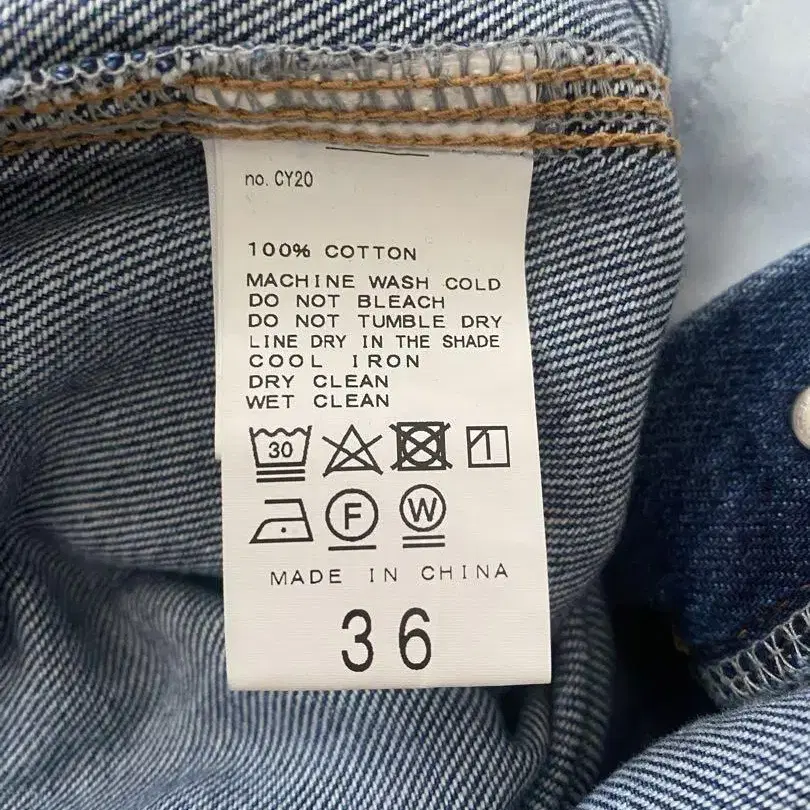 no. CY20
100% COTTON
MACHINE WASH COLD
DO NOT BLEACH
DO NOT TUMBLE DRY
LINE DRY IN THE SHADE
COOL IRON
DRY CLEAN
WET CLEAN
30
F W
MADE IN CHINA
36